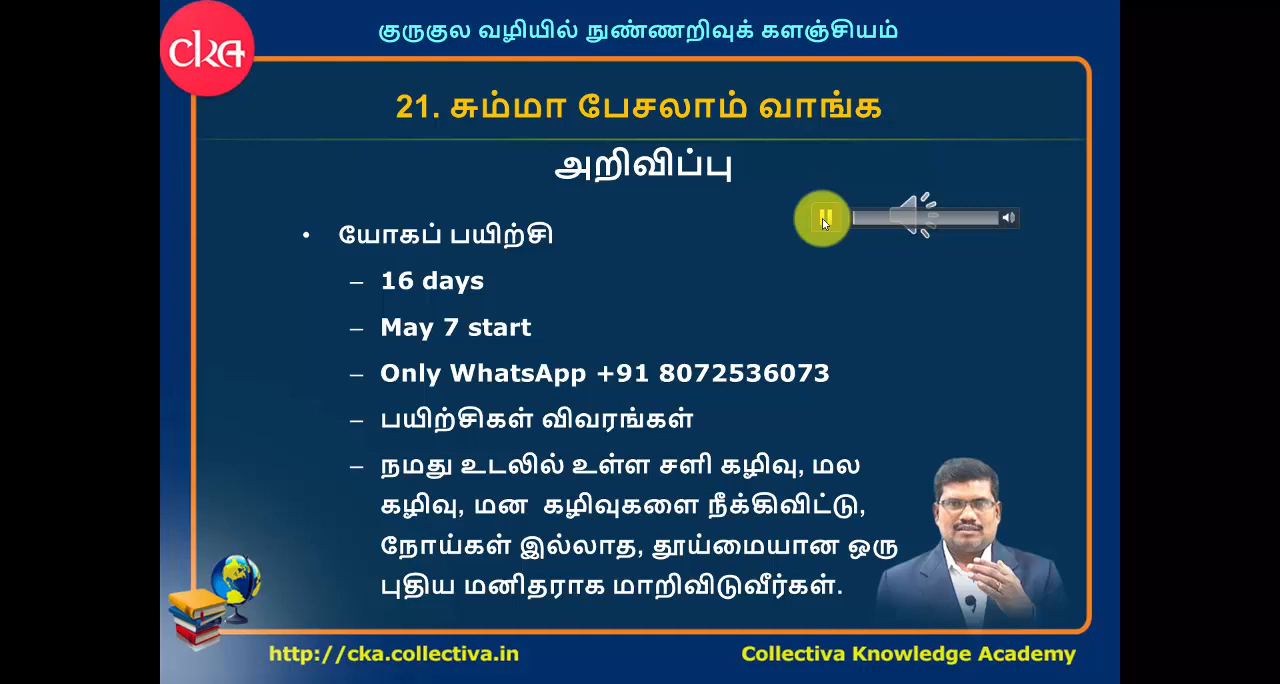 குருகுல வழியில் நுண்ணறிவுக் களஞ்சியம்
cka
21. சும்மா பேசலாம் வாங்க
அறிவிப்பு
• யோகப் பயிற்சி
– 16 days
– May 7 start
– Only WhatsApp +91 8072536073
– பயிற்சிகள் விவரங்கள்
– நமது உடலில் உள்ள சளி கழிவு, மல
கழிவு, மன கழிவுகளை நீக்கிவிட்டு,
நோய்கள் இல்லாத, தூய்மையான ஒரு
புதிய மனிதராக மாறிவிடுவீர்கள்.
http://cka.collectiva.in
Collectiva Knowledge Academy